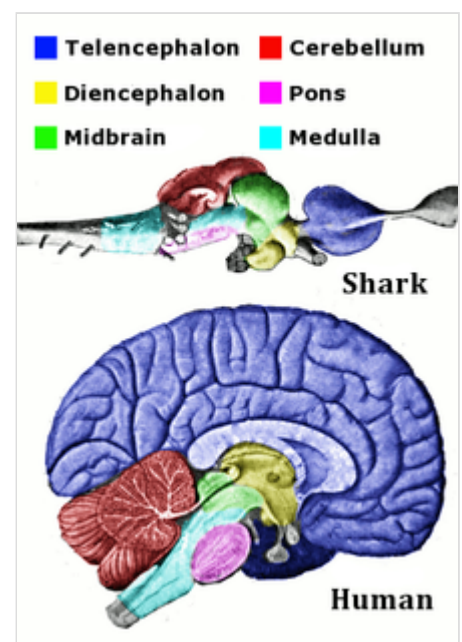 Telencephalon Cerebellum
Diencephalon Pons
Midbrain Medulla
Shark
Human